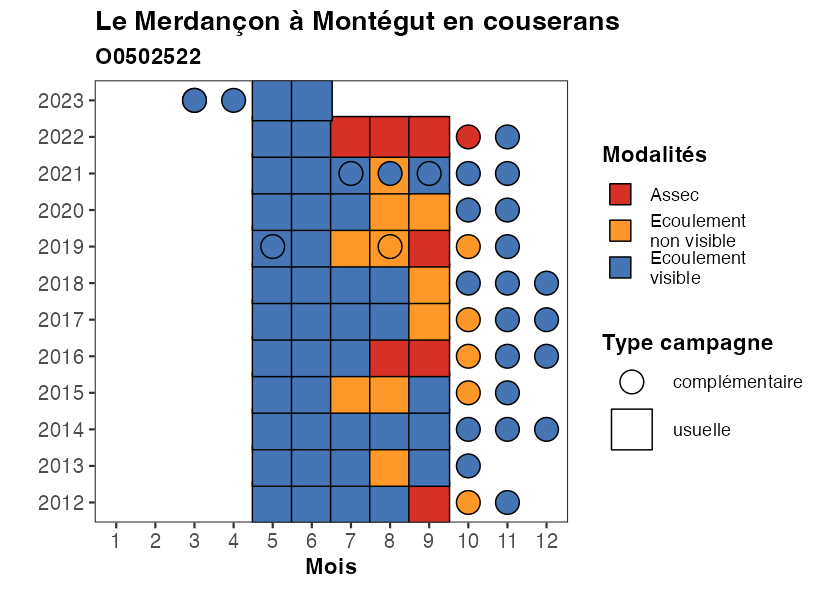 Le Merdançon à Montégut en couserans
O0502522
2023
2022
2021
2020
2019
2018
2017
2016
2015
2014
2013
2012
1 2 3 4 5 6 7 8 9 10 11 12
Mois
Modalités
Assec
Ecoulement
non visible
Ecoulement
visible
Type campagne
complémentaire
usuelle